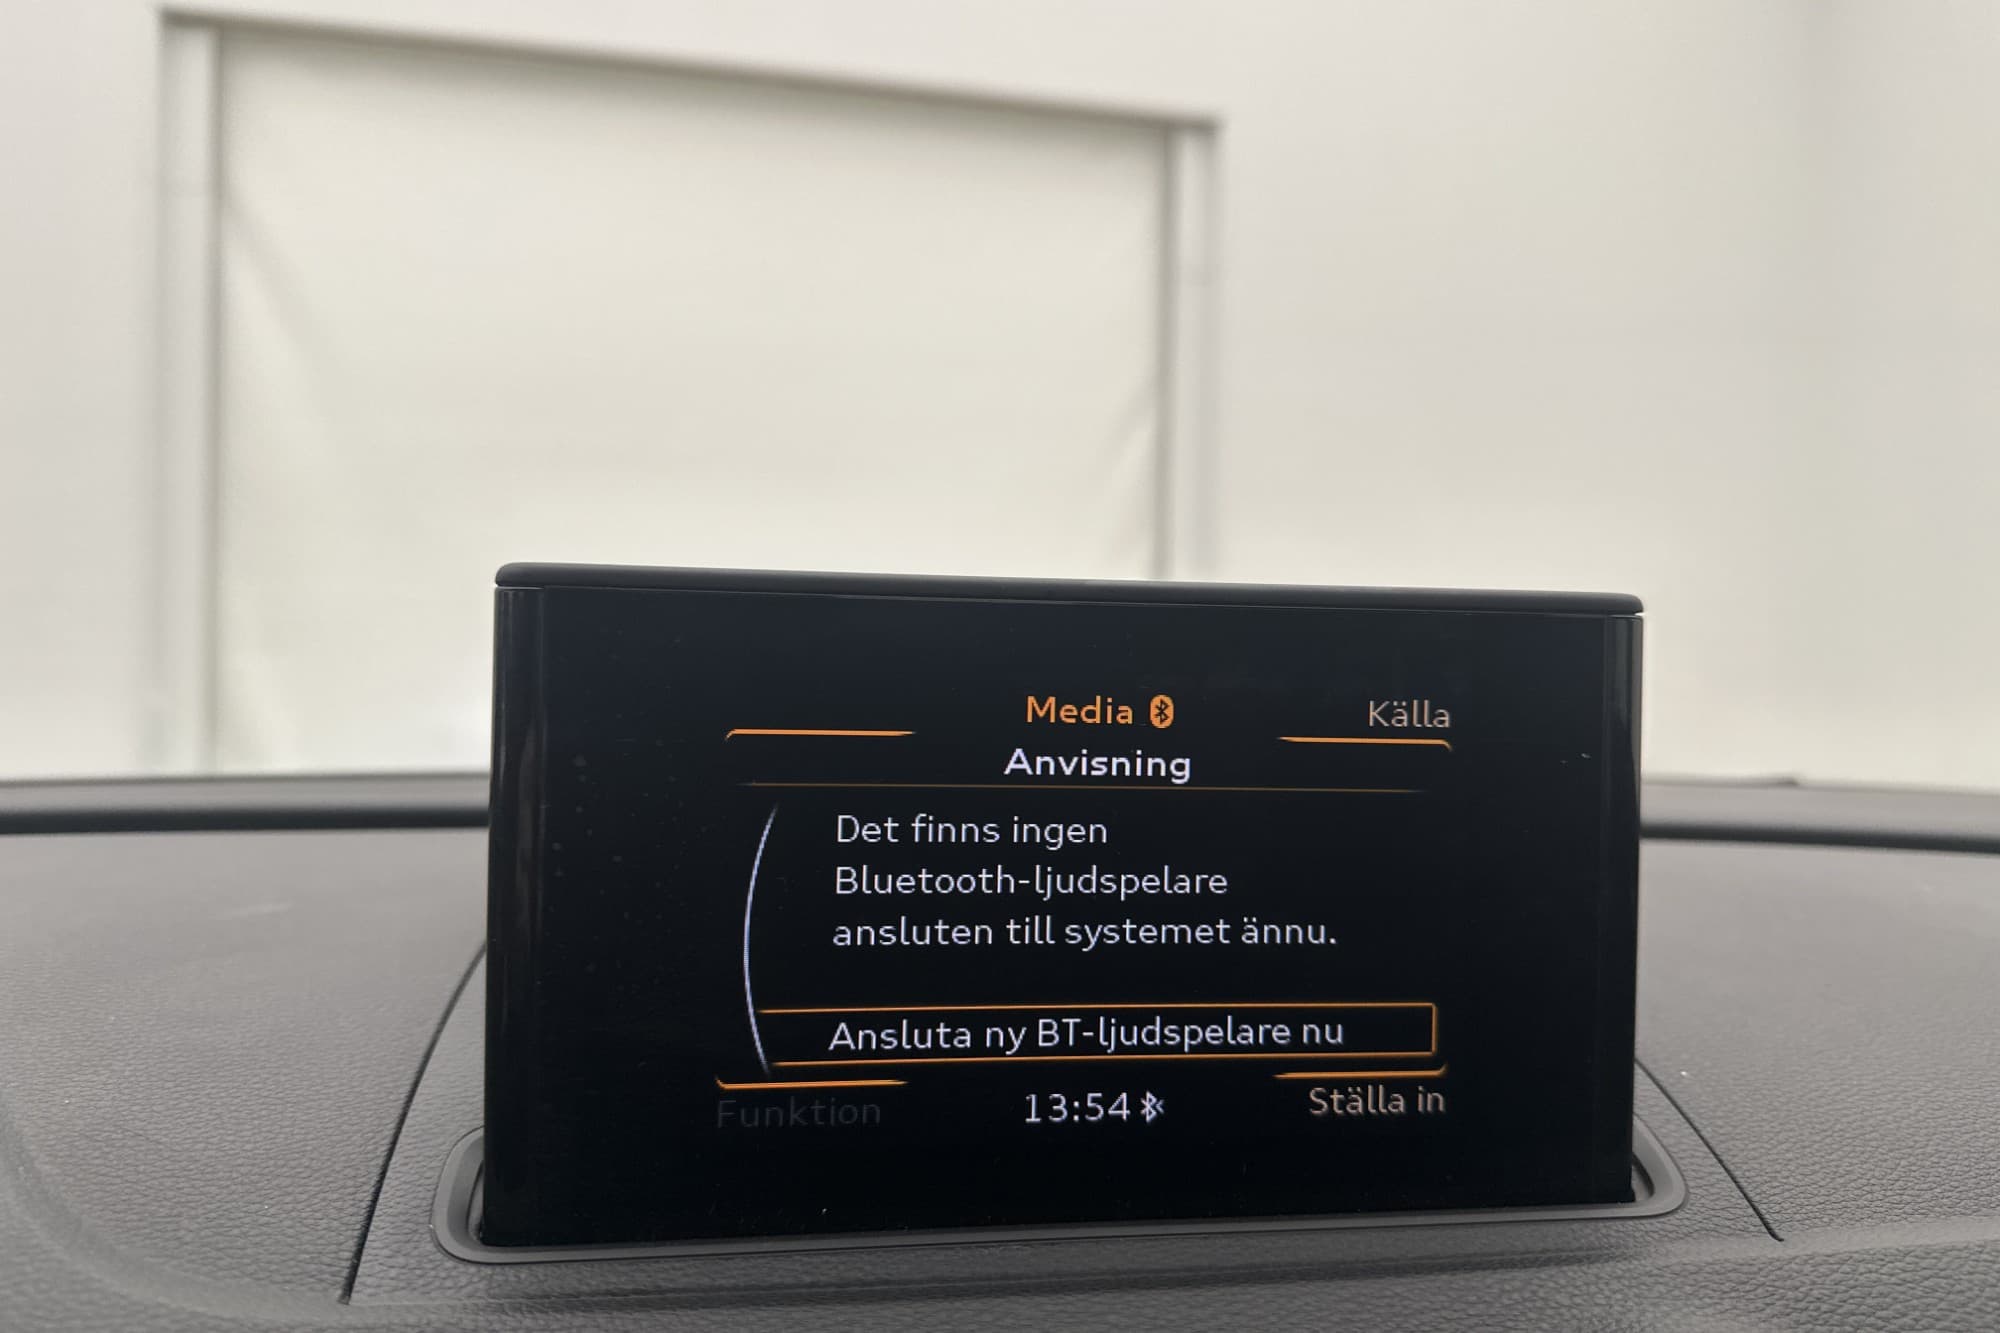 Media
Källa
Anvisning
Det finns ingen
Bluetooth-ljudspelare
ansluten till systemet ännu.
Ansluta ny BT-ljudspelare nu
Funktion
13:54
Ställa in